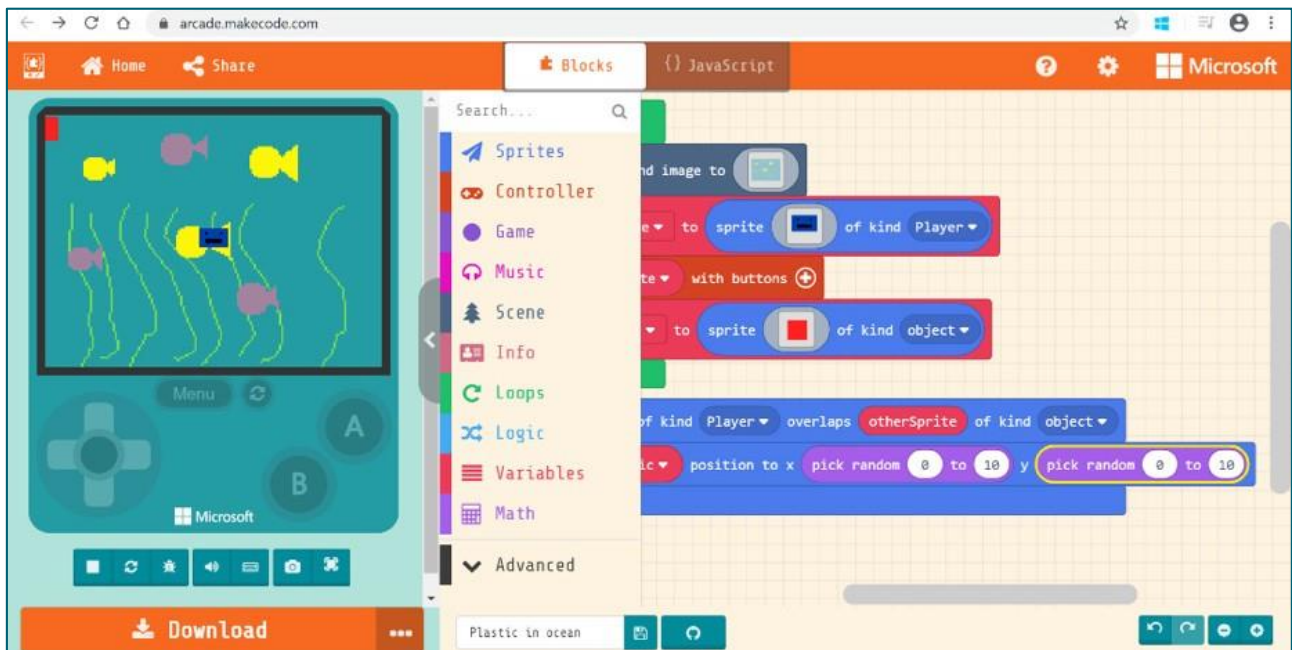 arcade.makecode.com
Home Share Blocks {} JavaScript Microsoft
Search...
Sprites
Controller
Game
Music
Scene
Info
Loops
Logic
Variables
Math
Advanced
Menu
A
B
Microsoft
Download
image to
to sprite of kind Player
with buttons
to sprite of kind object
of kind Player overlaps otherSprite of kind object
position to x pick random 0 to 10 y pick random 0 to 10
Plastic in ocean